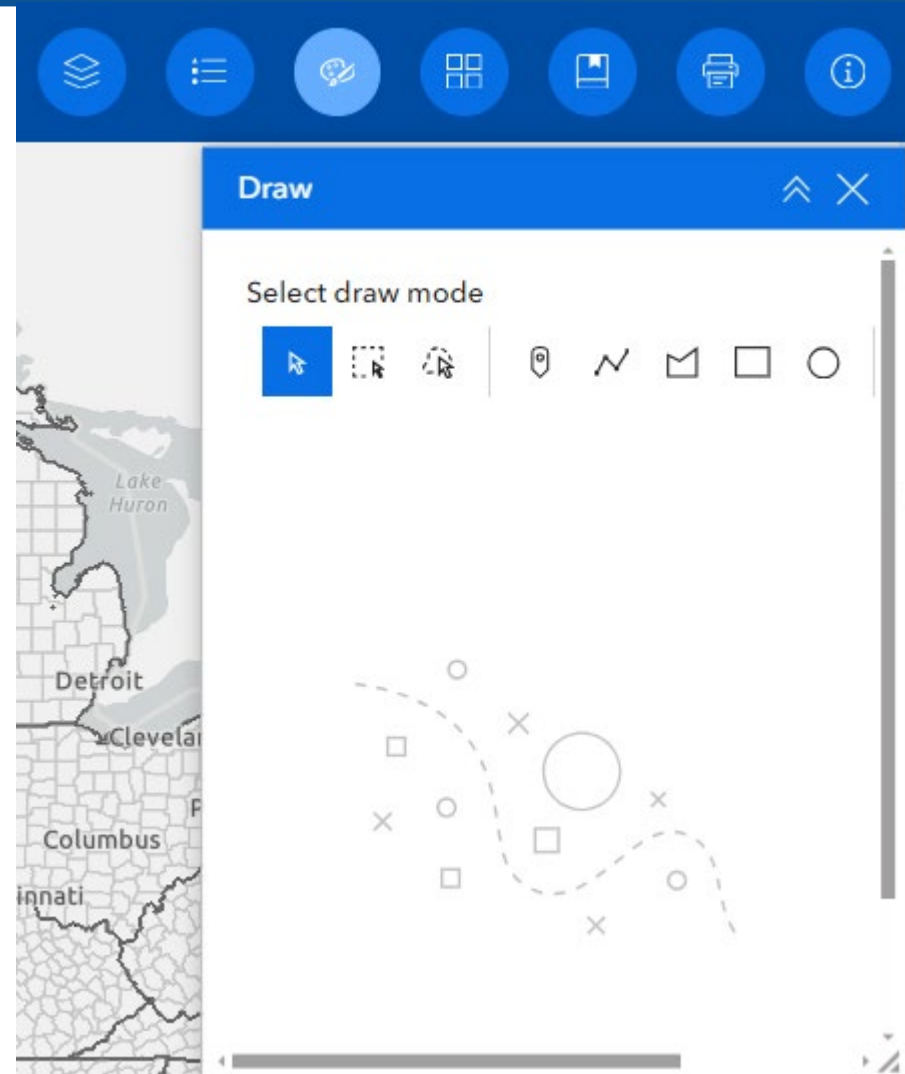 Draw
Select draw mode
Lake
Huron
Detroit
Clevelan
Columbus
innati